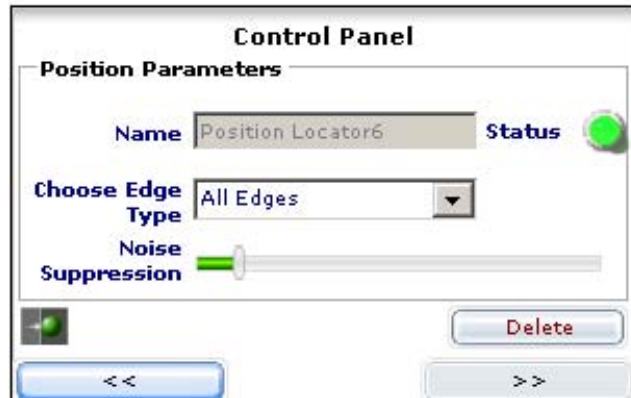 Control Panel
Position Parameters
Name Position Locator6 Status
Choose Edge
Type All Edges
Noise
Suppression
Delete
<< >>